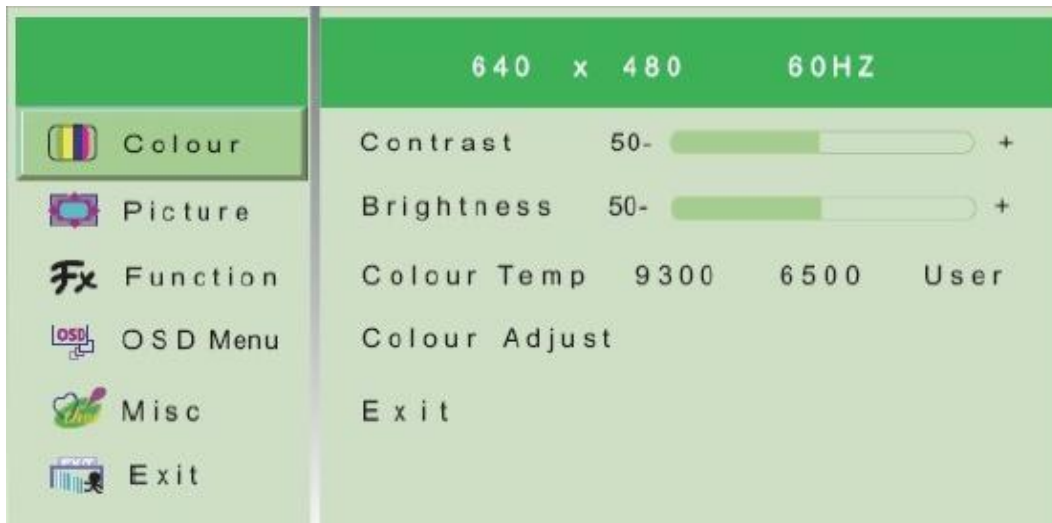 640 x 480 60HZ
Colour
Picture
Function
OSD Menu
Misc
Exit
Contrast 50- +
Brightness 50- +
Colour Temp 9300 6500 User
Colour Adjust
Exit
OSD